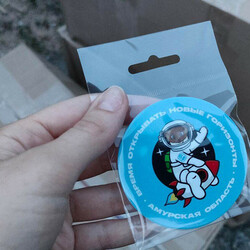 ВРЕМЯ ОТКРЫВАТЬ НОВЫЕ ГОРИЗОНТЫ
АМУРСКАЯ ОБЛАСТЬ